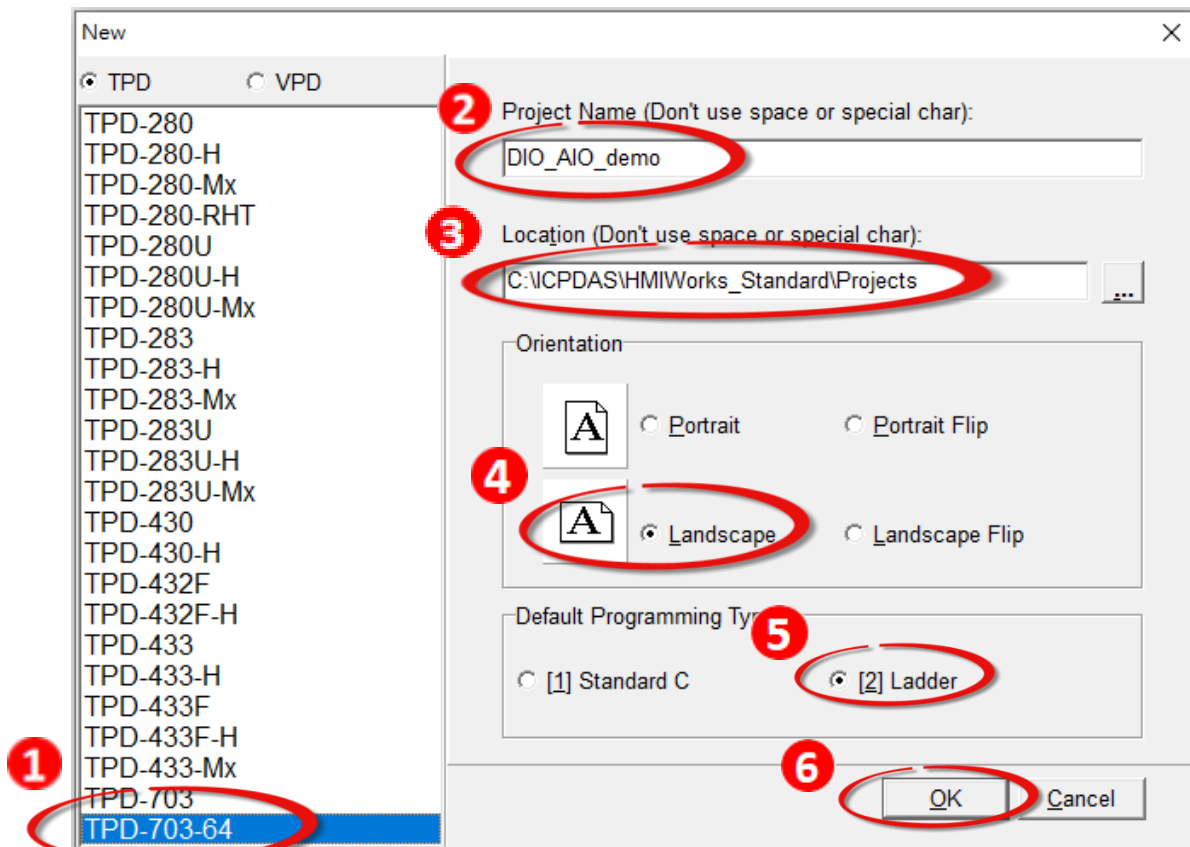 New
TPD VPD
TPD-280
TPD-280-H
TPD-280-Mx
TPD-280-RHT
TPD-280U
TPD-280U-H
TPD-280U-Mx
TPD-283
TPD-283-H
TPD-283-Mx
TPD-283U
TPD-283U-H
TPD-283U-Mx
TPD-430
TPD-430-H
TPD-432F
TPD-432F-H
TPD-433
TPD-433-H
TPD-433F
TPD-433F-H
TPD-433-Mx
TPD-703
1
TPD-703-64
2
Project Name (Don't use space or special char):
DIO_AIO_demo
3
Location (Don't use space or special char):
C:\ICPDAS\HMIWorks_Standard\Projects
...
Orientation
A Portrait Portrait Flip
4
A Landscape Landscape Flip
Default Programming Ty
5
[1] Standard C [2] Ladder
6
OK Cancel